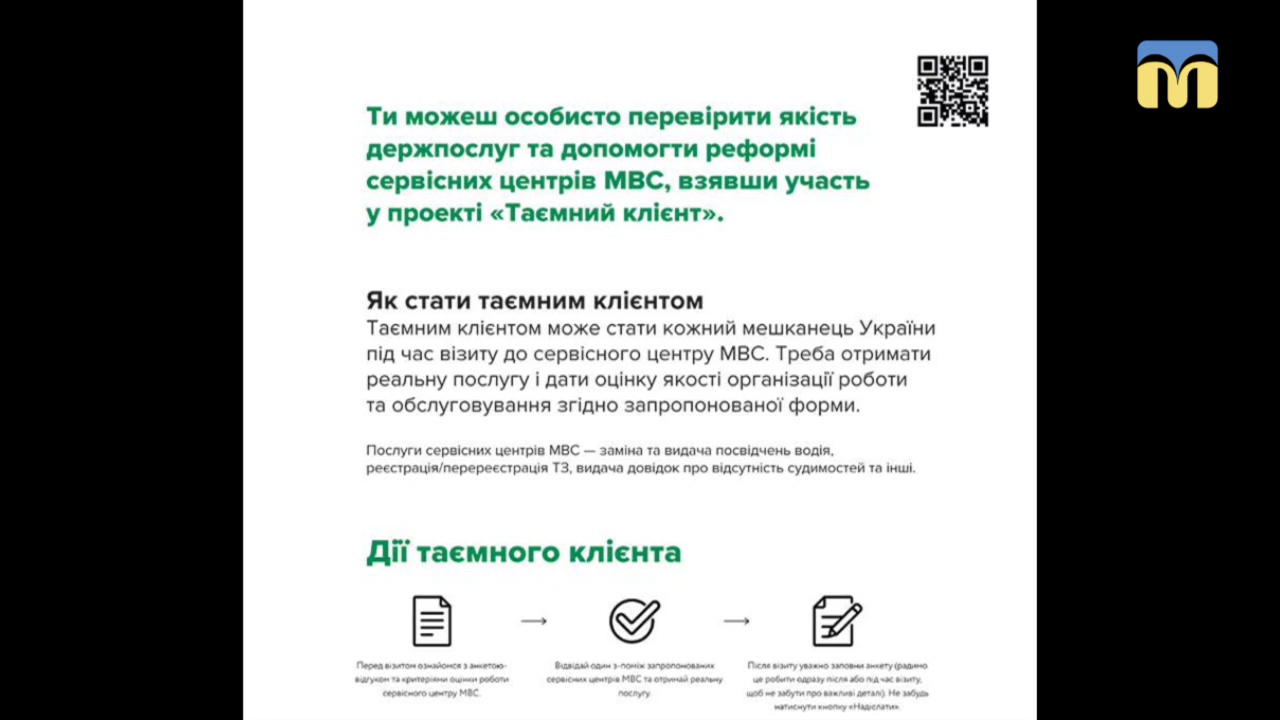 Ти можеш особисто перевірити якість
держпослуг та допомогти реформі
сервісних центрів МВС, взявши участь
у проекті «Таємний клієнт».
Як стати таємним клієнтом
Таємним клієнтом може стати кожний мешканець України
під час візиту до сервісного центру МВС. Треба отримати
реальну послугу і дати оцінку якості організації роботи
та обслуговування згідно запропонованої форми.
Послуги сервісних центрів МВС — заміна та видача посвідчень водія,
реєстрація/перереєстрація ТЗ, видача довідок про відсутність судимостей та інші.
Дії таємного клієнта
Перед візитом ознайомся з анкетою-
відгуком та критеріями оцінки роботи
сервісного центру МВС.
Відвідай один з-поміж запропонованих
сервісних центрів МВС та отримай реальну
послугу.
Після візиту уважно заповни анкету (радимо
це робити одразу після або під час візиту,
щоб не забути про важливі деталі). Не забудь
натиснути кнопку «Надіслати».